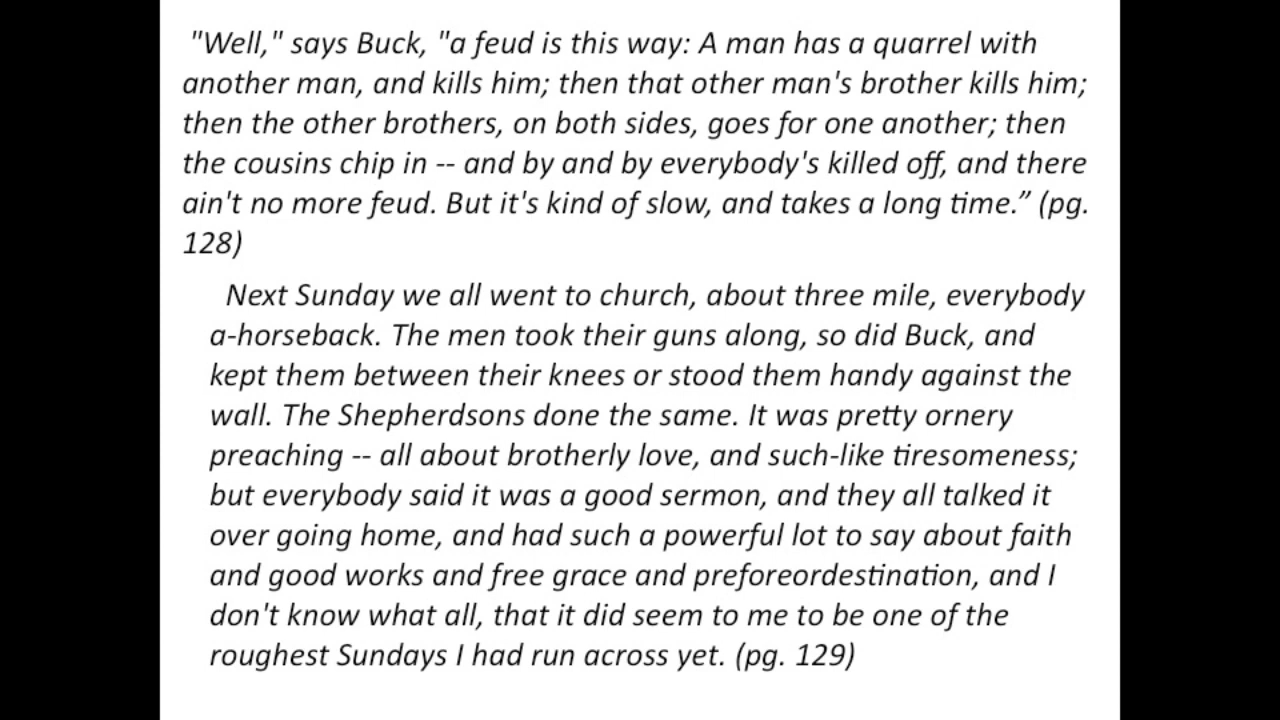 "Well," says Buck, "a feud is this way: A man has a quarrel with
another man, and kills him; then that other man's brother kills him;
then the other brothers, on both sides, goes for one another; then
the cousins chip in -- and by and by everybody's killed off, and there
ain't no more feud. But it's kind of slow, and takes a long time.” (pg.
128)
Next Sunday we all went to church, about three mile, everybody
a-horseback. The men took their guns along, so did Buck, and
kept them between their knees or stood them handy against the
wall. The Shepherdsons done the same. It was pretty ornery
preaching -- all about brotherly love, and such-like tiresomeness;
but everybody said it was a good sermon, and they all talked it
over going home, and had such a powerful lot to say about faith
and good works and free grace and preforeordestination, and I
don't know what all, that it did seem to me to be one of the
roughest Sundays I had run across yet. (pg. 129)